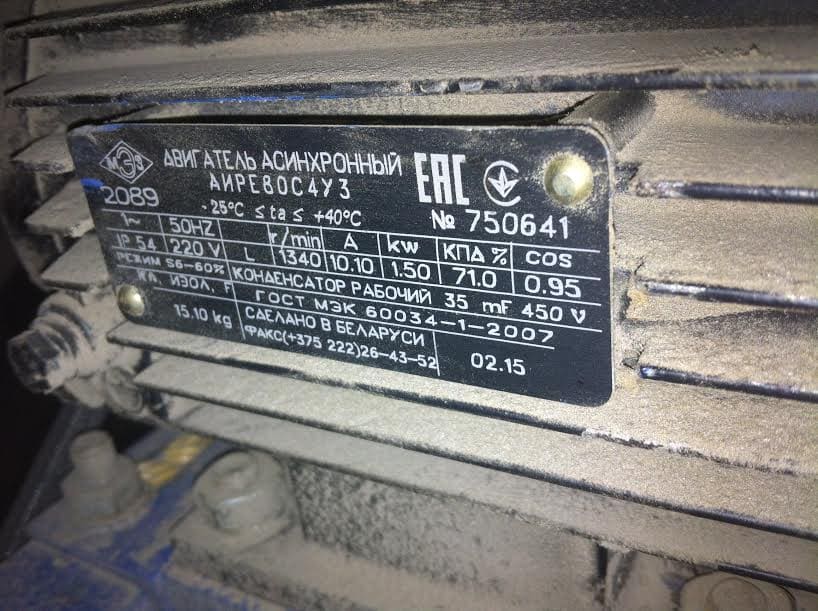 МЭЗ ДВИГАТЕЛЬ АСИНХРОННЫЙ EAC
2089 АИРЕ80С4У3
-25°C ≤ ta ≤ +40°C № 750641
1~ 50HZ r/min A kw КПД % cos
IP 54 220 V L 1340 10.10 1.50 71.0 0.95
РЕЖИМ S6-60% КОНДЕНСАТОР РАБОЧИЙ 35 mF 450 V
КЛ. ИЗОЛ. F ГОСТ МЭК 60034-1-2007
15.10 kg СДЕЛАНО В БЕЛАРУСИ
ФАКС(+375 222)26-43-52 02.15